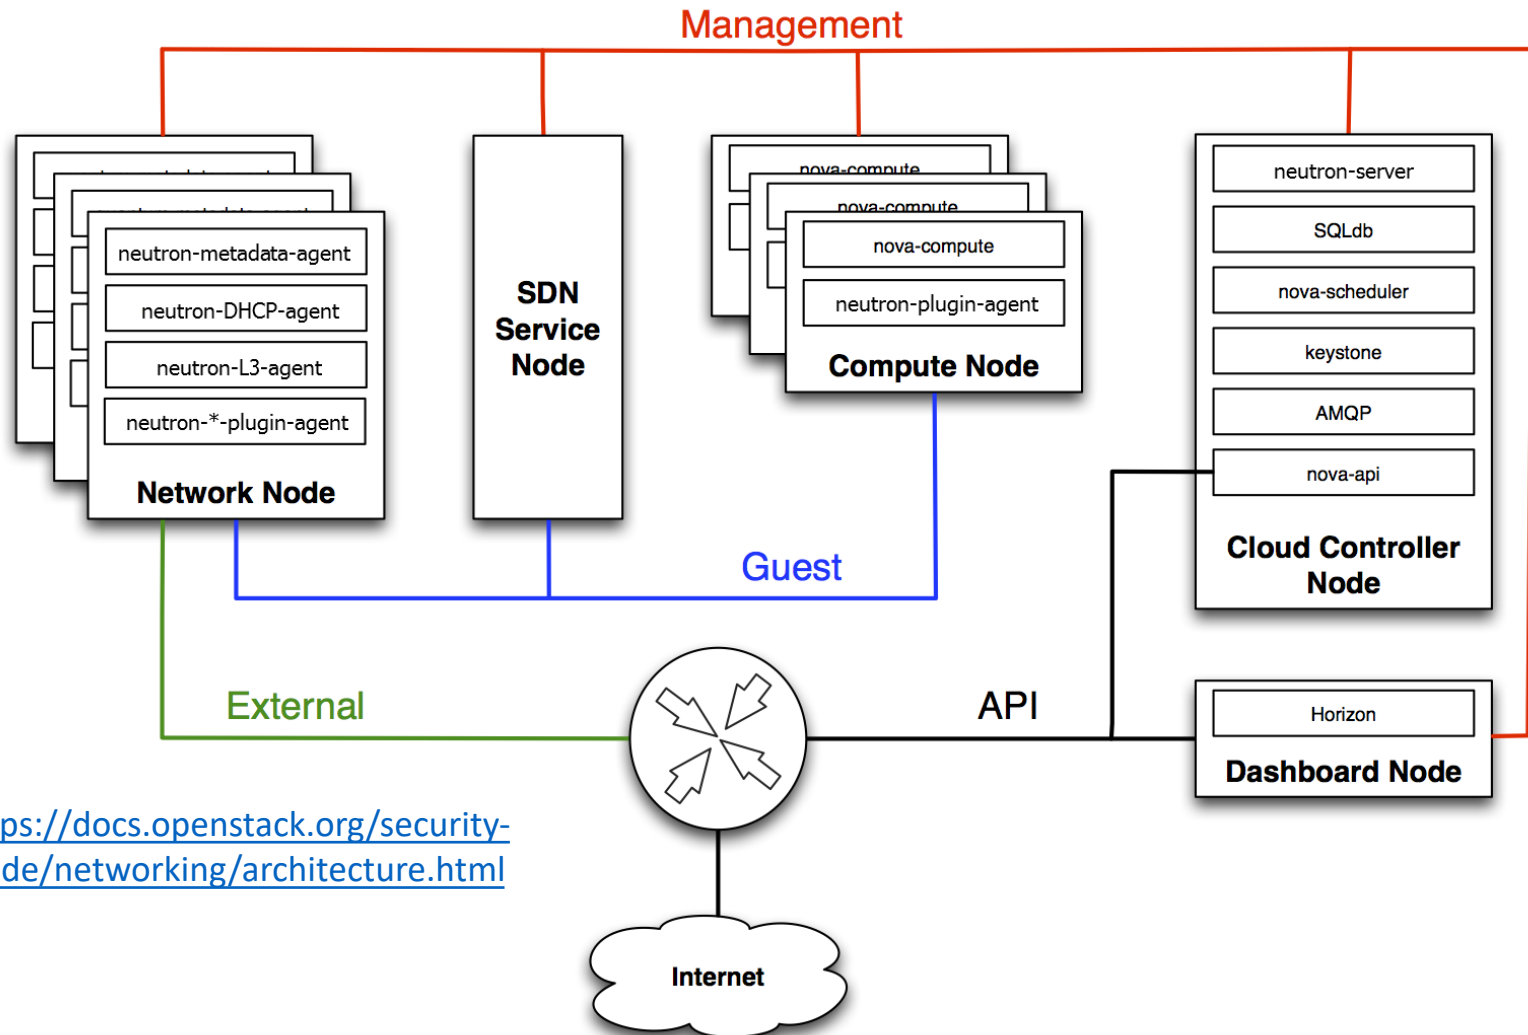 Management
neutron-metadata-agent
neutron-DHCP-agent
neutron-L3-agent
neutron-*-plugin-agent
Network Node
SDN
Service
Node
nova-compute
nova-compute
nova-compute
neutron-plugin-agent
Compute Node
neutron-server
SQLdb
nova-scheduler
keystone
AMQP
nova-api
Cloud Controller
Node
Guest
External
API
Horizon
Dashboard Node
ps://docs.openstack.org/security-
de/networking/architecture.html
Internet